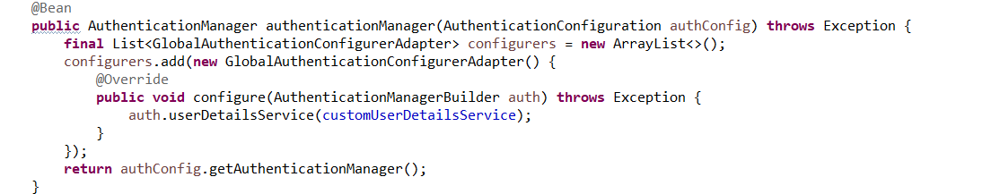 @Bean
public AuthenticationManager authenticationManager(AuthenticationConfiguration authConfig) throws Exception {
    final List<GlobalAuthenticationConfigurerAdapter> configurers = new ArrayList<>();
    configurers.add(new GlobalAuthenticationConfigurerAdapter() {
        @Override
        public void configure(AuthenticationManagerBuilder auth) throws Exception {
            auth.userDetailsService(customUserDetailsService);
        }
    });
    return authConfig.getAuthenticationManager();
}